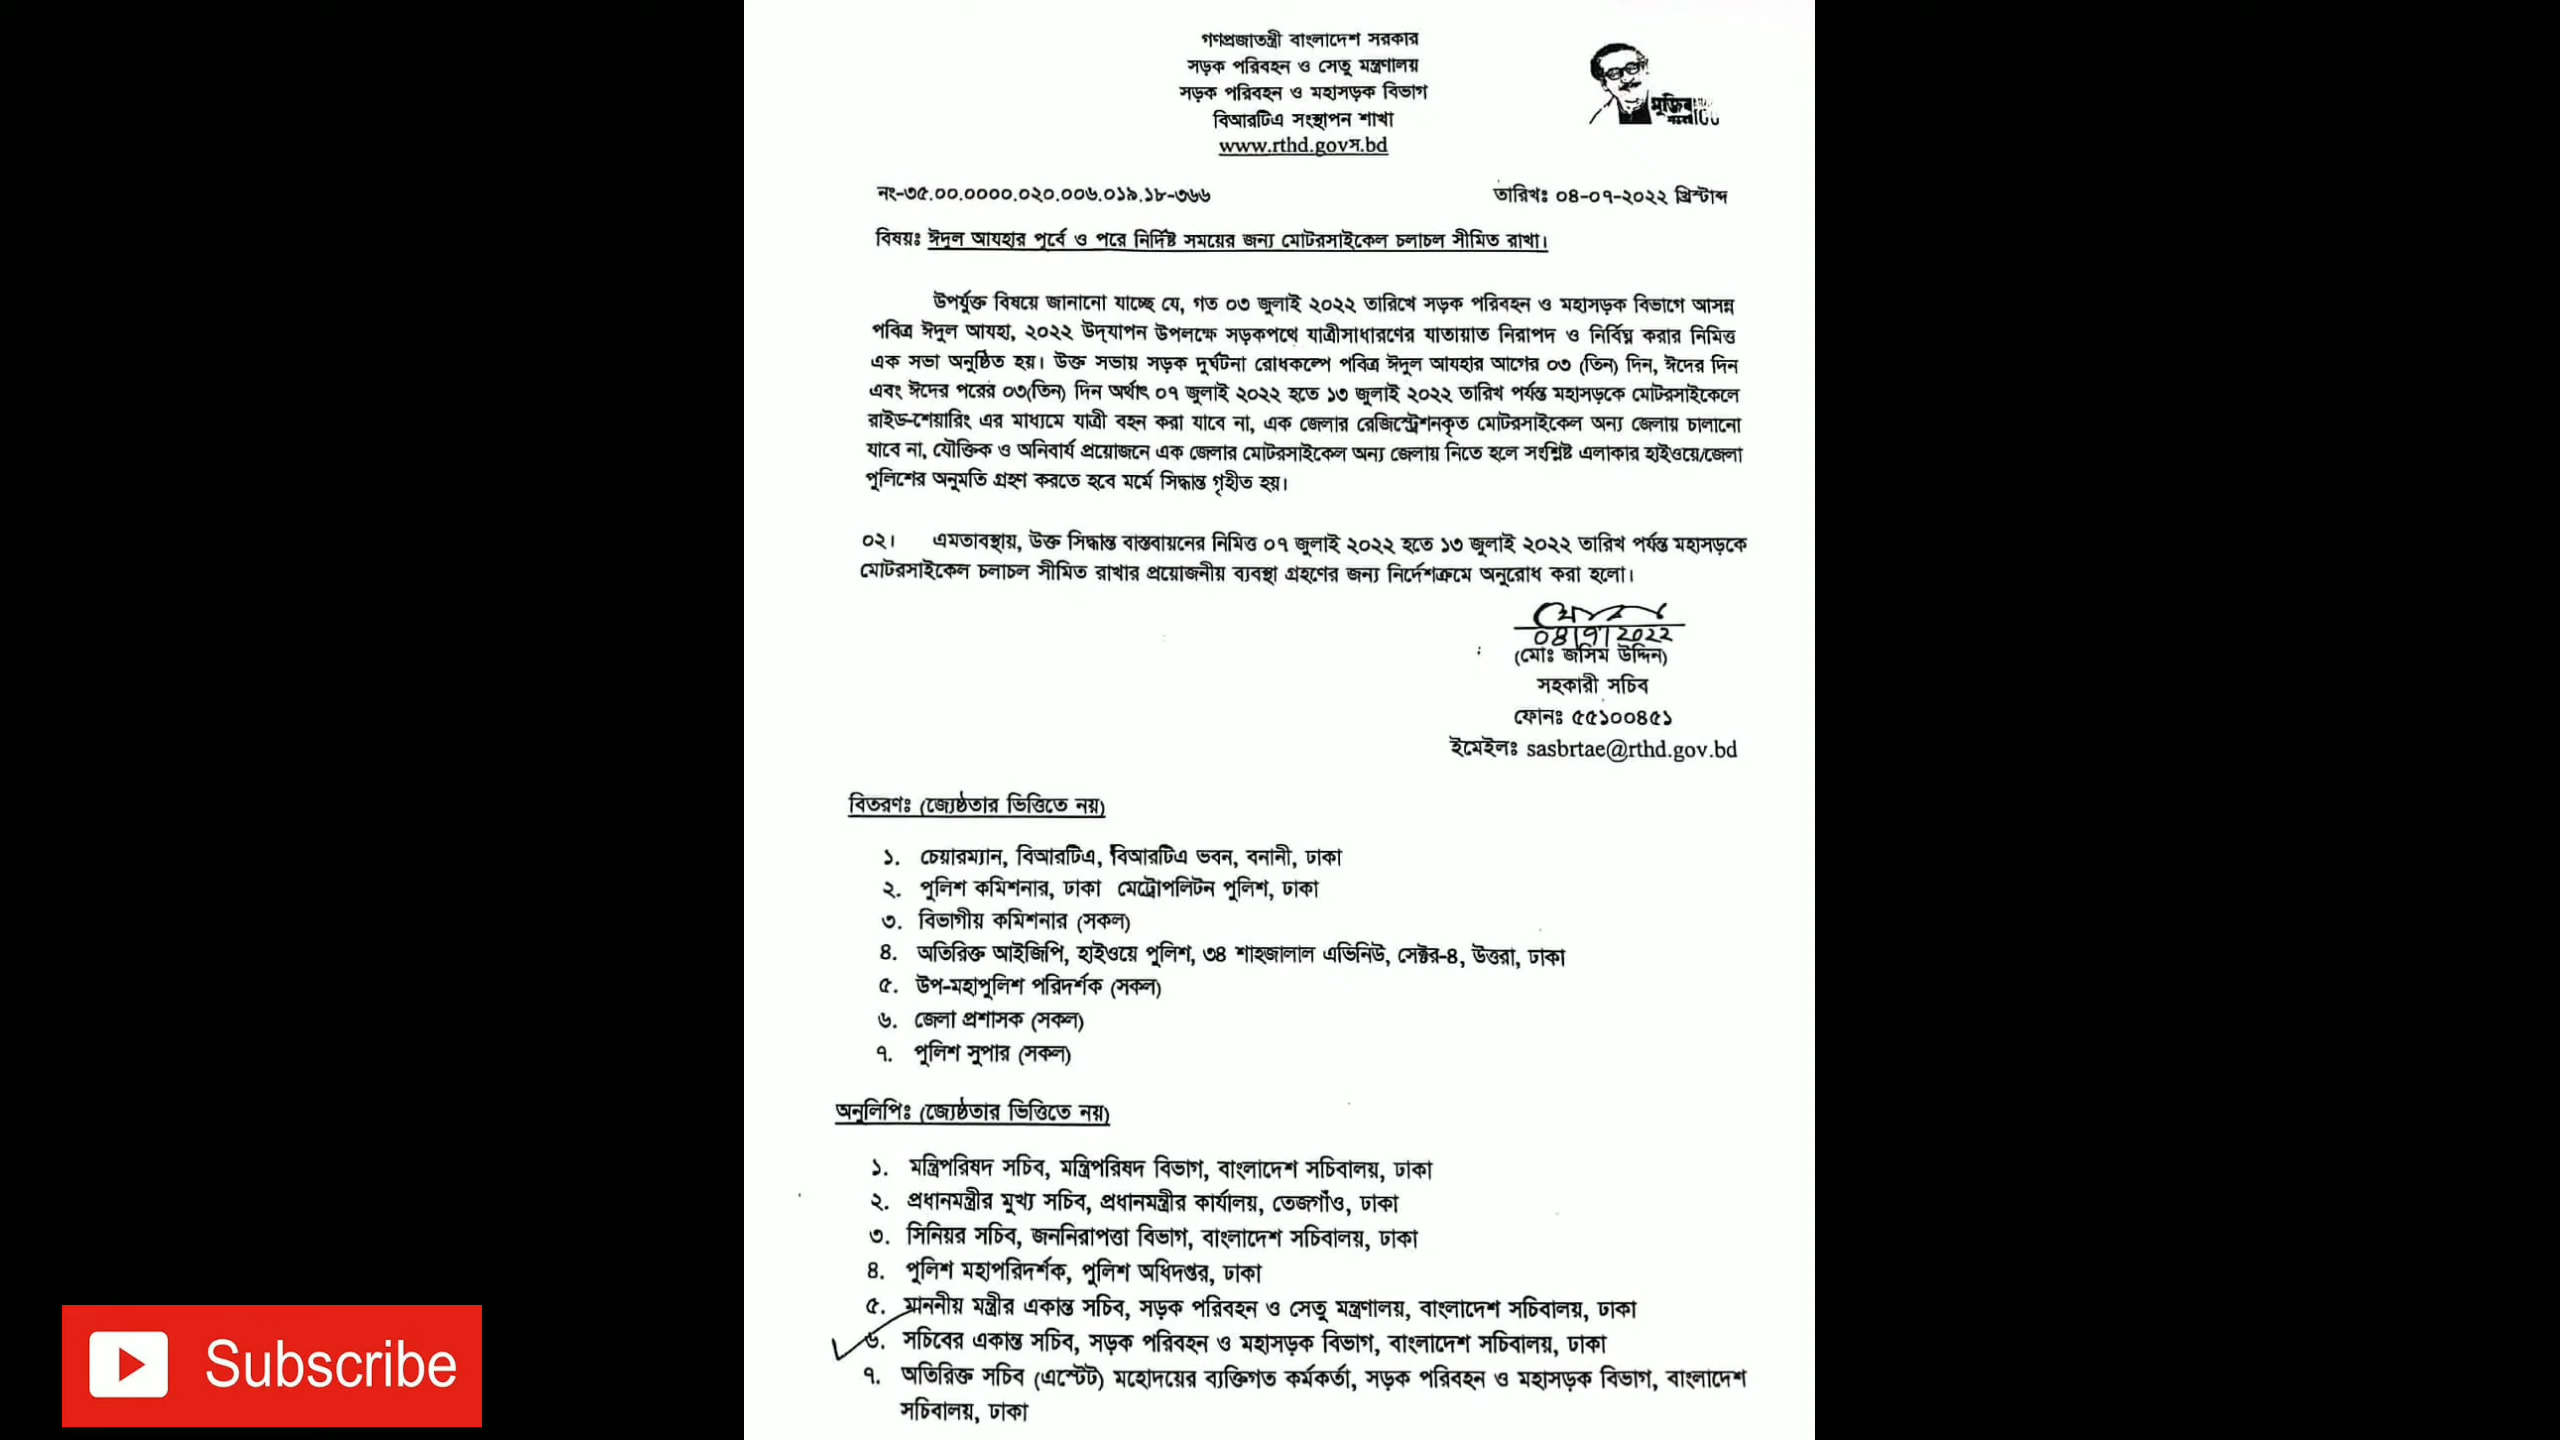 গণপ্রজাতন্ত্রী বাংলাদেশ সরকার
সড়ক পরিবহন ও সেতু মন্ত্রণালয়
সড়ক পরিবহন ও মহাসড়ক বিভাগ
বিআরটিএ সংস্থাপন শাখা
www.rthd.govস.bd
মুজিব
নং-৩৫.০০.০০০০.০২০.০০৬.০১৯.১৮-৩৬৬
তারিখঃ ০৪-০৭-২০২২ খ্রিস্টাব্দ
বিষয়ঃ ঈদুল আযহার পূর্বে ও পরে নির্দিষ্ট সময়ের জন্য মোটরসাইকেল চলাচল সীমিত রাখা।
উপর্যুক্ত বিষয়ে জানানো যাচ্ছে যে, গত ০৩ জুলাই ২০২২ তারিখে সড়ক পরিবহন ও মহাসড়ক বিভাগে আসন্ন
পবিত্র ঈদুল আযহা, ২০২২ উদ্‌যাপন উপলক্ষে সড়কপথে যাত্রীসাধারণের যাতায়াত নিরাপদ ও নির্বিঘ্ন করার নিমিত্ত
এক সভা অনুষ্ঠিত হয়। উক্ত সভায় সড়ক দুর্ঘটনা রোধকল্পে পবিত্র ঈদুল আযহার আগের ০৩ (তিন) দিন, ঈদের দিন
এবং ঈদের পরের ০৩(তিন) দিন অর্থাৎ ০৭ জুলাই ২০২২ হতে ১৩ জুলাই ২০২২ তারিখ পর্যন্ত মহাসড়কে মোটরসাইকেলে
রাইড-শেয়ারিং এর মাধ্যমে যাত্রী বহন করা যাবে না, এক জেলার রেজিস্ট্রেশনকৃত মোটরসাইকেল অন্য জেলায় চালানো
যাবে না, যৌক্তিক ও অনিবার্য প্রয়োজনে এক জেলার মোটরসাইকেল অন্য জেলায় নিতে হলে সংশ্লিষ্ট এলাকার হাইওয়ে/জেলা
পুলিশের অনুমতি গ্রহণ করতে হবে মর্মে সিদ্ধান্ত গৃহীত হয়।
০২। এমতাবস্থায়, উক্ত সিদ্ধান্ত বাস্তবায়নের নিমিত্ত ০৭ জুলাই ২০২২ হতে ১৩ জুলাই ২০২২ তারিখ পর্যন্ত মহাসড়কে
মোটরসাইকেল চলাচল সীমিত রাখার প্রয়োজনীয় ব্যবস্থা গ্রহণের জন্য নির্দেশক্রমে অনুরোধ করা হলো।
০৪|৭|২০২২
(মোঃ জসিম উদ্দিন)
সহকারী সচিব
ফোনঃ ৫৫১০০৪৫১
ইমেইলঃ sasbrtae@rthd.gov.bd
বিতরণঃ (জ্যেষ্ঠতার ভিত্তিতে নয়)
১. চেয়ারম্যান, বিআরটিএ, বিআরটিএ ভবন, বনানী, ঢাকা
২. পুলিশ কমিশনার, ঢাকা মেট্রোপলিটন পুলিশ, ঢাকা
৩. বিভাগীয় কমিশনার (সকল)
৪. অতিরিক্ত আইজিপি, হাইওয়ে পুলিশ, ৩৪ শাহজালাল এভিনিউ, সেক্টর-৪, উত্তরা, ঢাকা
৫. উপ-মহাপুলিশ পরিদর্শক (সকল)
৬. জেলা প্রশাসক (সকল)
৭. পুলিশ সুপার (সকল)
অনুলিপিঃ (জ্যেষ্ঠতার ভিত্তিতে নয়)
১. মন্ত্রিপরিষদ সচিব, মন্ত্রিপরিষদ বিভাগ, বাংলাদেশ সচিবালয়, ঢাকা
২. প্রধানমন্ত্রীর মুখ্য সচিব, প্রধানমন্ত্রীর কার্যালয়, তেজগাঁও, ঢাকা
৩. সিনিয়র সচিব, জননিরাপত্তা বিভাগ, বাংলাদেশ সচিবালয়, ঢাকা
৪. পুলিশ মহাপরিদর্শক, পুলিশ অধিদপ্তর, ঢাকা
৫. মাননীয় মন্ত্রীর একান্ত সচিব, সড়ক পরিবহন ও সেতু মন্ত্রণালয়, বাংলাদেশ সচিবালয়, ঢাকা
৬. সচিবের একান্ত সচিব, সড়ক পরিবহন ও মহাসড়ক বিভাগ, বাংলাদেশ সচিবালয়, ঢাকা
৭. অতিরিক্ত সচিব (এস্টেট) মহোদয়ের ব্যক্তিগত কর্মকর্তা, সড়ক পরিবহন ও মহাসড়ক বিভাগ, বাংলাদেশ
সচিবালয়, ঢাকা
Subscribe